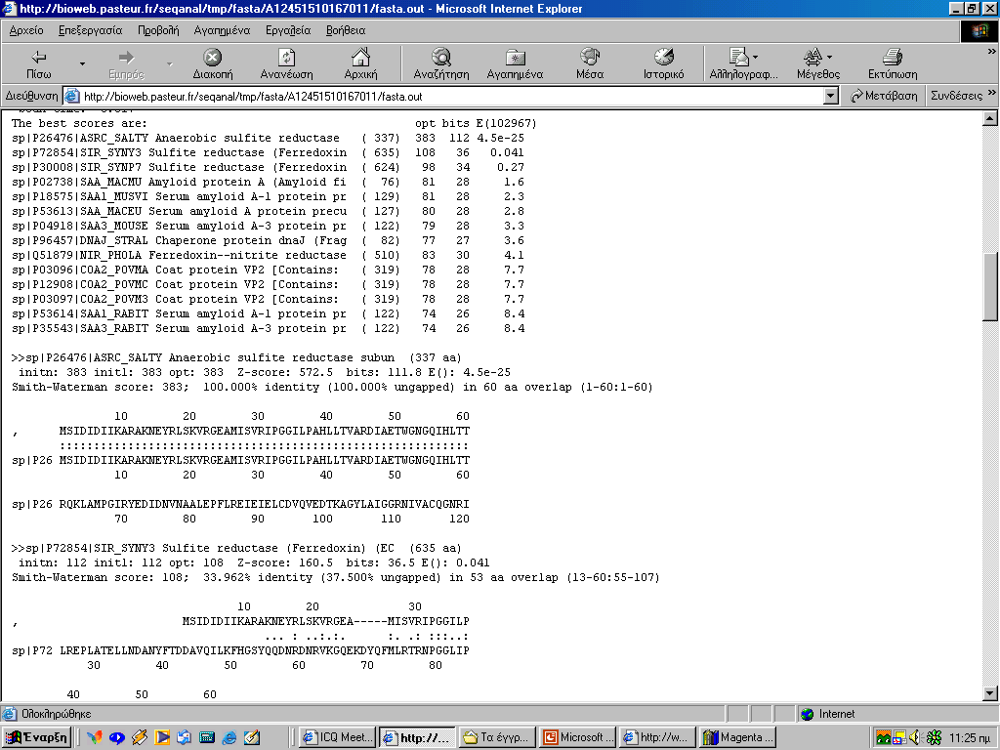 http://bioweb.pasteur.fr/seqanal/tmp/fasta/A12451510167011/fasta.out - Microsoft Internet Explorer
Αρχείο Επεξεργασία Προβολή Αγαπημένα Εργαλεία Βοήθεια
Πίσω Εμπρός Διακοπή Ανανέωση Αρχική Αναζήτηση Αγαπημένα Μέσα Ιστορικό Αλληλογραφ... Μέγεθος Εκτύπωση
Διεύθυνση http://bioweb.pasteur.fr/seqanal/tmp/fasta/A12451510167011/fasta.out Μετάβαση Συνδέσεις »
The best scores are: opt bits E(102967)
sp|P26476|ASRC_SALTY Anaerobic sulfite reductase ( 337) 383 112 4.5e-25
sp|P72854|SIR_SYNY3 Sulfite reductase (Ferredoxin ( 635) 108 36 0.041
sp|P30008|SIR_SYNP7 Sulfite reductase (Ferredoxin ( 624) 98 34 0.27
sp|P02738|SAA_MACMU Amyloid protein A (Amyloid fi ( 76) 81 28 1.6
sp|P18575|SAA1_MUSVI Serum amyloid A-1 protein pr ( 129) 81 28 2.3
sp|P53613|SAA_MACEU Serum amyloid A protein precu ( 127) 80 28 2.8
sp|P04918|SAA3_MOUSE Serum amyloid A-3 protein pr ( 122) 79 28 3.3
sp|P96457|DNAJ_STRAL Chaperone protein dnaJ (Frag ( 82) 77 27 3.6
sp|Q51879|NIR_PHOLA Ferredoxin--nitrite reductase ( 510) 83 30 4.1
sp|P03096|COA2_POVMA Coat protein VP2 [Contains: ( 319) 78 28 7.7
sp|P12908|COA2_POVMC Coat protein VP2 [Contains: ( 319) 78 28 7.7
sp|P03097|COA2_POVM3 Coat protein VP2 [Contains: ( 319) 78 28 7.7
sp|P53614|SAA1_RABIT Serum amyloid A-1 protein pr ( 122) 74 26 8.4
sp|P35543|SAA3_RABIT Serum amyloid A-3 protein pr ( 122) 74 26 8.4
>>sp|P26476|ASRC_SALTY Anaerobic sulfite reductase subun (337 aa)
initn: 383 init1: 383 opt: 383 Z-score: 572.5 bits: 111.8 E(): 4.5e-25
Smith-Waterman score: 383; 100.000% identity (100.000% ungapped) in 60 aa overlap (1-60:1-60)
10 20 30 40 50 60
, MSIDIDIIKARAKNEYRLSKVRGEAMISVRIPGGILPAHLLTVARDIAETWGNGQIHLTT
::::::::::::::::::::::::::::::::::::::::::::::::::::::::::::
sp|P26 MSIDIDIIKARAKNEYRLSKVRGEAMISVRIPGGILPAHLLTVARDIAETWGNGQIHLTT
10 20 30 40 50 60
sp|P26 RQKLAMPGIRYEDIDNVNAALEPFLREIEIELCDVQVEDTKAGYLAIGGRNIVACQGNRI
70 80 90 100 110 120
>>sp|P72854|SIR_SYNY3 Sulfite reductase (Ferredoxin) (EC (635 aa)
initn: 112 init1: 112 opt: 108 Z-score: 160.5 bits: 36.5 E(): 0.041
Smith-Waterman score: 108; 33.962% identity (37.500% ungapped) in 53 aa overlap (13-60:55-107)
10 20 30
, MSIDIDIIKARAKNEYRLSKVRGEA-----MISVRIPGGILP
... : ..:.:. :. .: :::..:
sp|P72 LREPLATELLNDANYFTDDAVQILKFHGSYQQDNRDNRVKGQEKDYQFMLRTRNPGGLIP
30 40 50 60 70 80
40 50 60
Ολοκληρώθηκε Internet
Έναρξη ICQ Meet... http://... Τα έγγρ... Microsoft ... http://w... Magenta ... 11:25 πμ